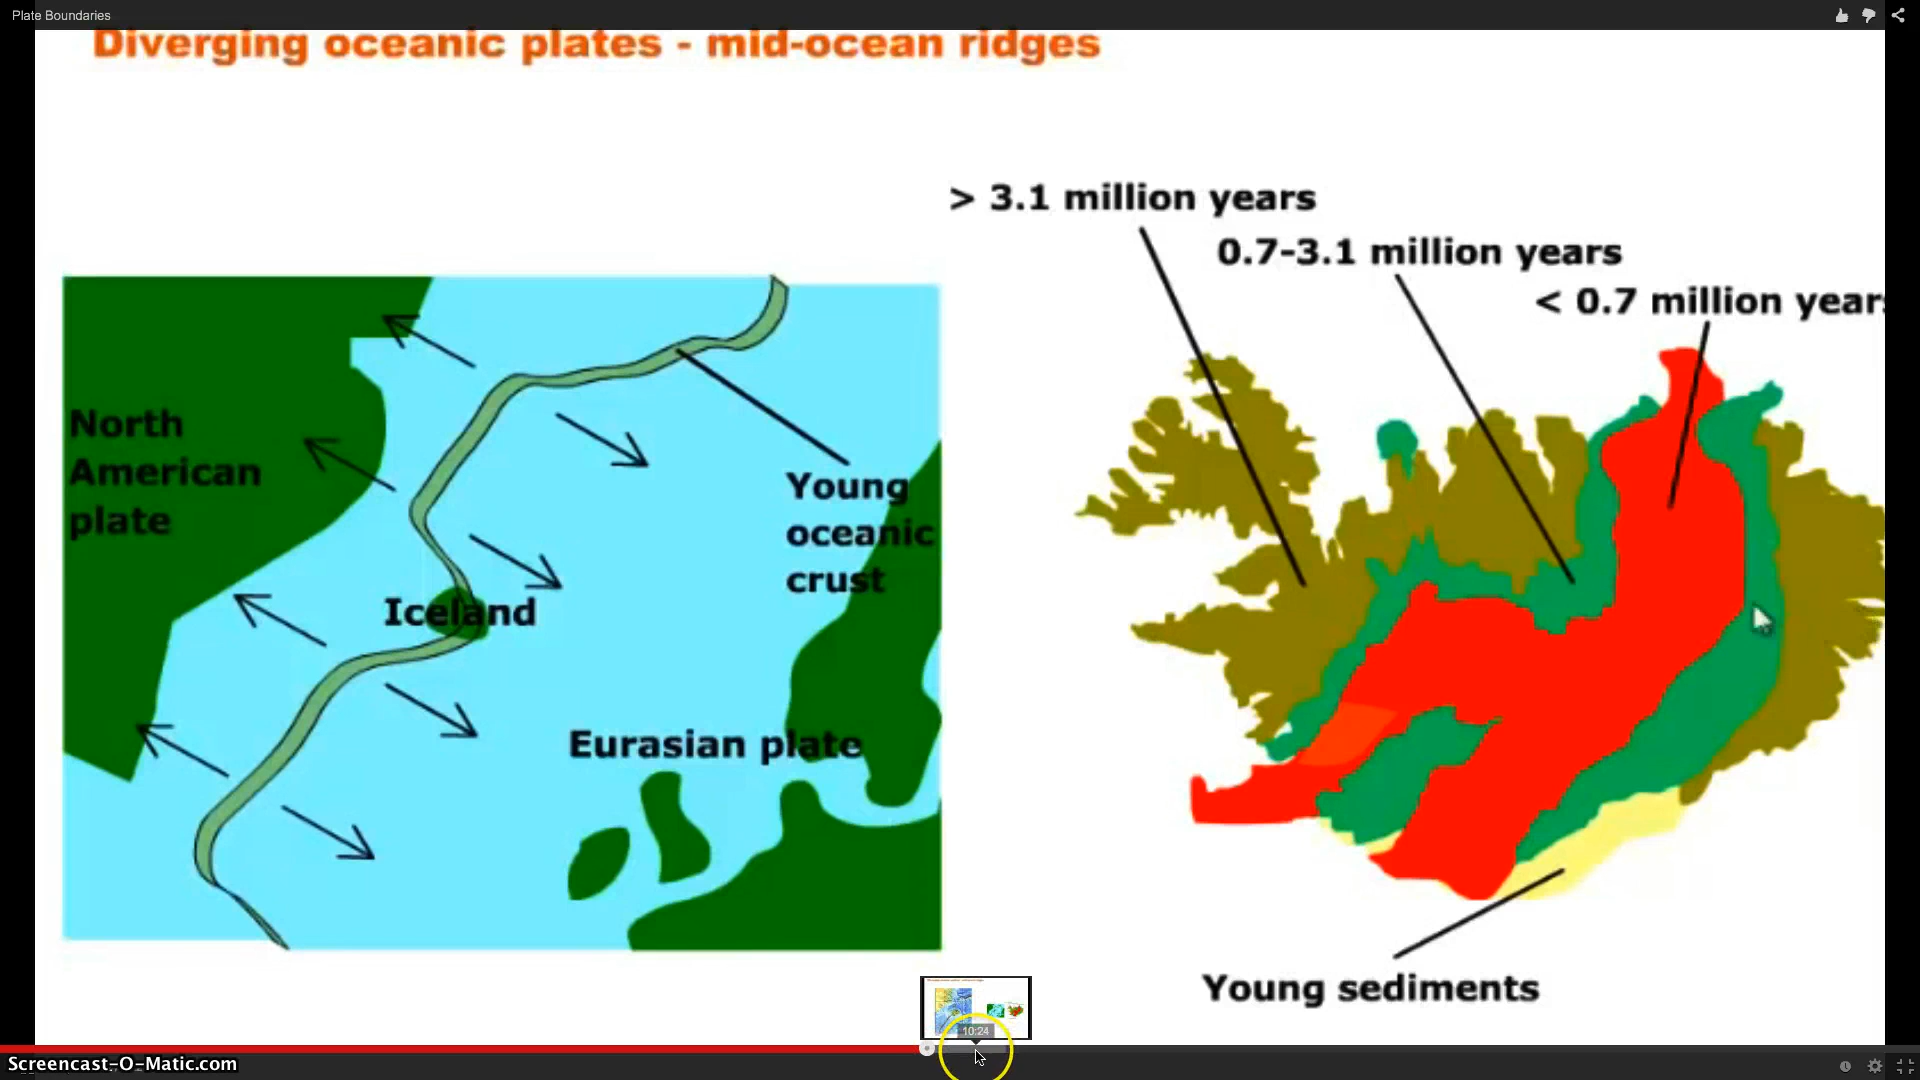 Plate Boundaries
Diverging oceanic plates - mid-ocean ridges
> 3.1 million years
0.7-3.1 million years
< 0.7 million years
North
American
plate
Young
oceanic
crust
Iceland
Eurasian plate
Young sediments
10:24
Screencast-O-Matic.com